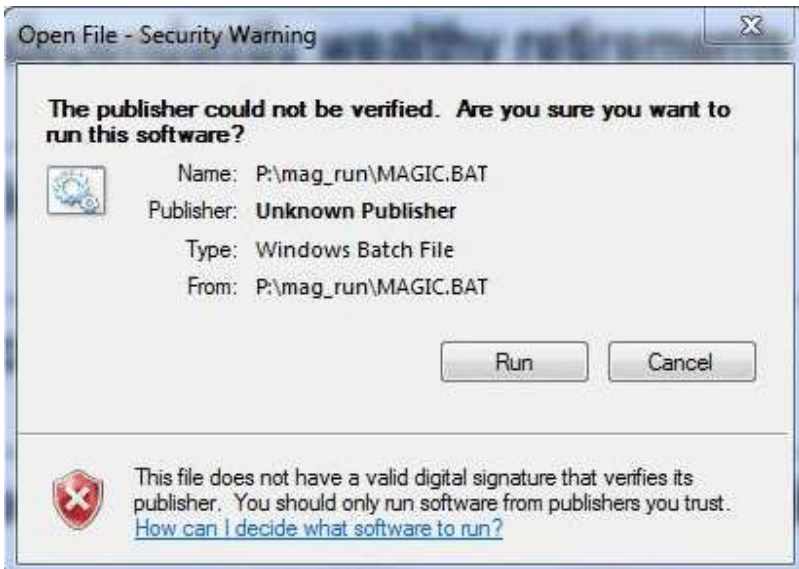 Open File - Security Warning
wealthy retirement
The publisher could not be verified.  Are you sure you want to
run this software?
Name: P:\mag_run\MAGIC.BAT
Publisher: Unknown Publisher
Type: Windows Batch File
From: P:\mag_run\MAGIC.BAT
Run Cancel
This file does not have a valid digital signature that verifies its
publisher.  You should only run software from publishers you trust.
How can I decide what software to run?